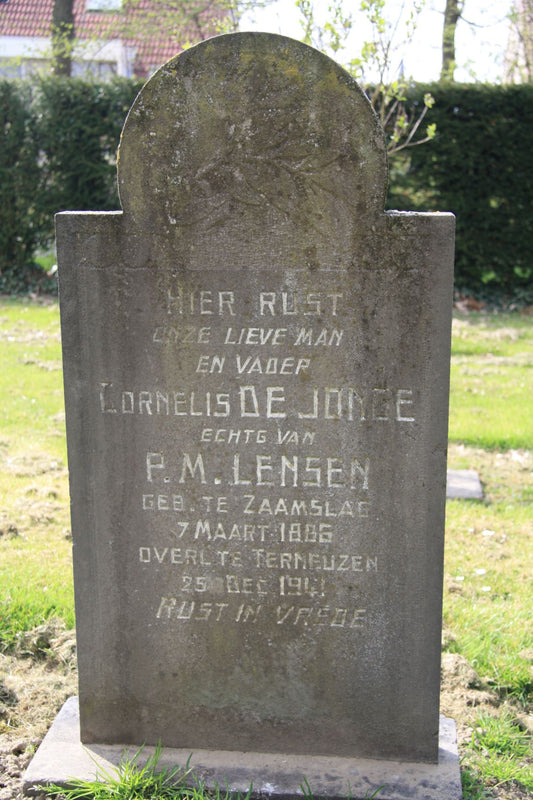 HIER RUST
ONZE LIEVE MAN
EN VADER
CORNELIS DE JONGE
ECHTG VAN
P. M. LENSEN
GEB. TE ZAAMSLAG
7 MAART 1886
OVERL. TE TERNEUZEN
25 DEC 1941
RUST IN VREDE